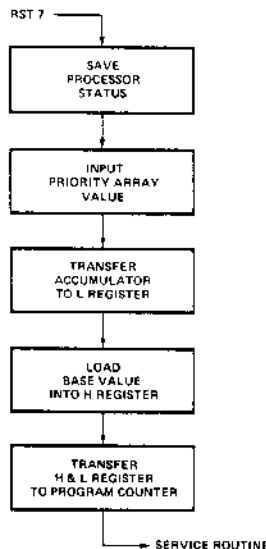 RST 7
SAVE
PROCESSOR
STATUS
INPUT
PRIORITY ARRAY
VALUE
TRANSFER
ACCUMULATOR
TO L REGISTER
LOAD
BASE VALUE
INTO H REGISTER
TRANSFER
H & L REGISTER
TO PROGRAM COUNTER
SERVICE ROUTINE